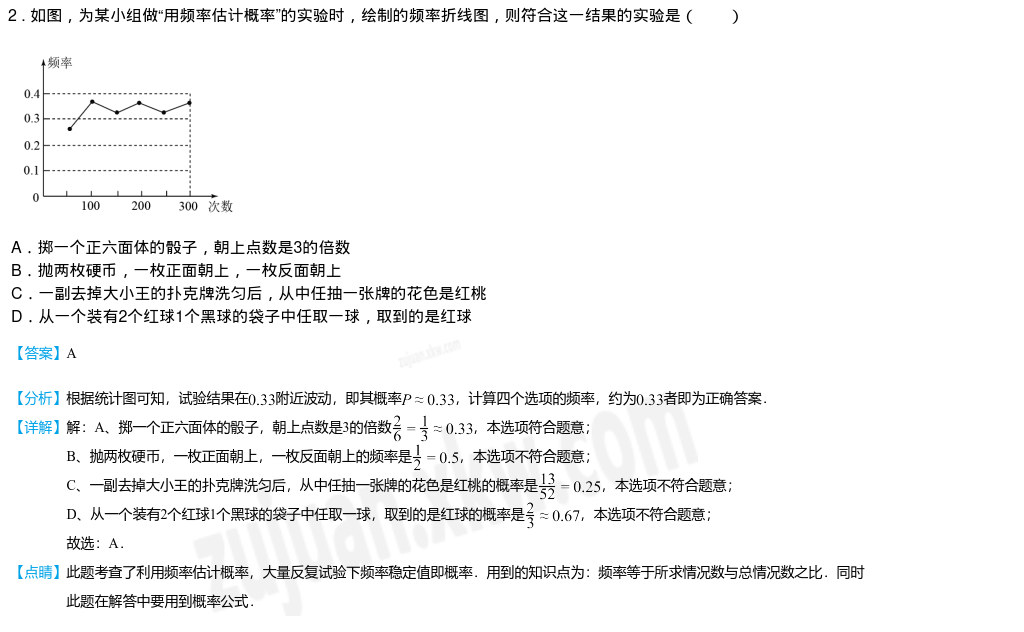 2．如图，为某小组做“用频率估计概率”的实验时，绘制的频率折线图，则符合这一结果的实验是（　　）
频率
0.4
0.3
0.2
0.1
0
100 200 300 次数
A．掷一个正六面体的骰子，朝上点数是3的倍数
B．抛两枚硬币，一枚正面朝上，一枚反面朝上
C．一副去掉大小王的扑克牌洗匀后，从中任抽一张牌的花色是红桃
D．从一个装有2个红球1个黑球的袋子中任取一球，取到的是红球
【答案】A
【分析】根据统计图可知，试验结果在0.33附近波动，即其概率P≈0.33，计算四个选项的频率，约为0.33者即为正确答案．
【详解】解：A、掷一个正六面体的骰子，朝上点数是3的倍数2/6=1/3≈0.33，本选项符合题意；
B、抛两枚硬币，一枚正面朝上，一枚反面朝上的频率是1/2=0.5，本选项不符合题意；
C、一副去掉大小王的扑克牌洗匀后，从中任抽一张牌的花色是红桃的概率是13/52=0.25，本选项不符合题意；
D、从一个装有2个红球1个黑球的袋子中任取一球，取到的是红球的概率是2/3≈0.67，本选项不符合题意；
故选：A．
【点睛】此题考查了利用频率估计概率，大量反复试验下频率稳定值即概率．用到的知识点为：频率等于所求情况数与总情况数之比．同时
此题在解答中要用到概率公式．
zujuan.xkw.com
zujuan.xkw.com